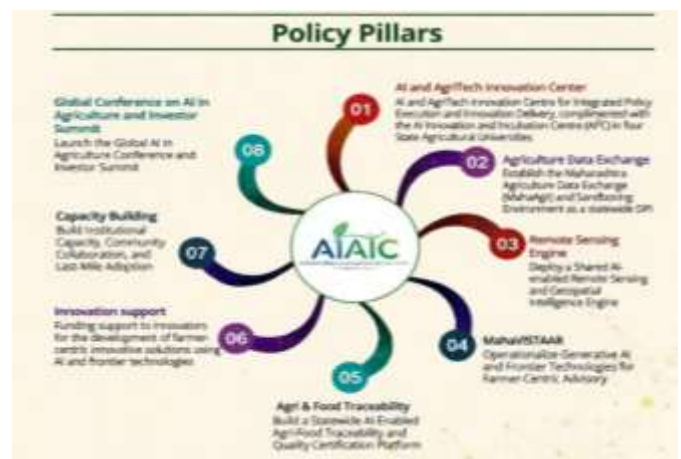 Policy Pillars
01
AI and AgriTech Innovation Center
AI and AgriTech Innovation Centre for Integrated Policy
Execution and Innovation Delivery, complimented with
the AI Innovation and Incubation Centre in four
State Agricultural Universities
02
Agriculture Data Exchange
Establish the Maharashtra
Agriculture Data Exchange
(MahaAgri) and Sandboxing
Environment as a statewide DPI
03
Remote Sensing
Engine
Deploy a Shared AI-
enabled Remote Sensing
and Geospatial
Intelligence Engine
04
MahaVISTAAR
Operationalize Generative AI
and Frontier Technologies for
Farmer-Centric Advisory
05
Agri & Food Traceability
Build a Statewide AI Enabled
Agri-Food Traceability and
Quality Certification Platform
06
Innovation support
Funding support to innovators
for the development of farmer-
centric innovative solutions using
AI and frontier technologies
07
Capacity Building
Build Institutional
Capacity, Community
Collaboration, and
Last-Mile Adoption
08
Global Conference on AI in
Agriculture and Investor
Summit
Launch the Global AI in
Agriculture Conference and
Investor Summit
AIAIC